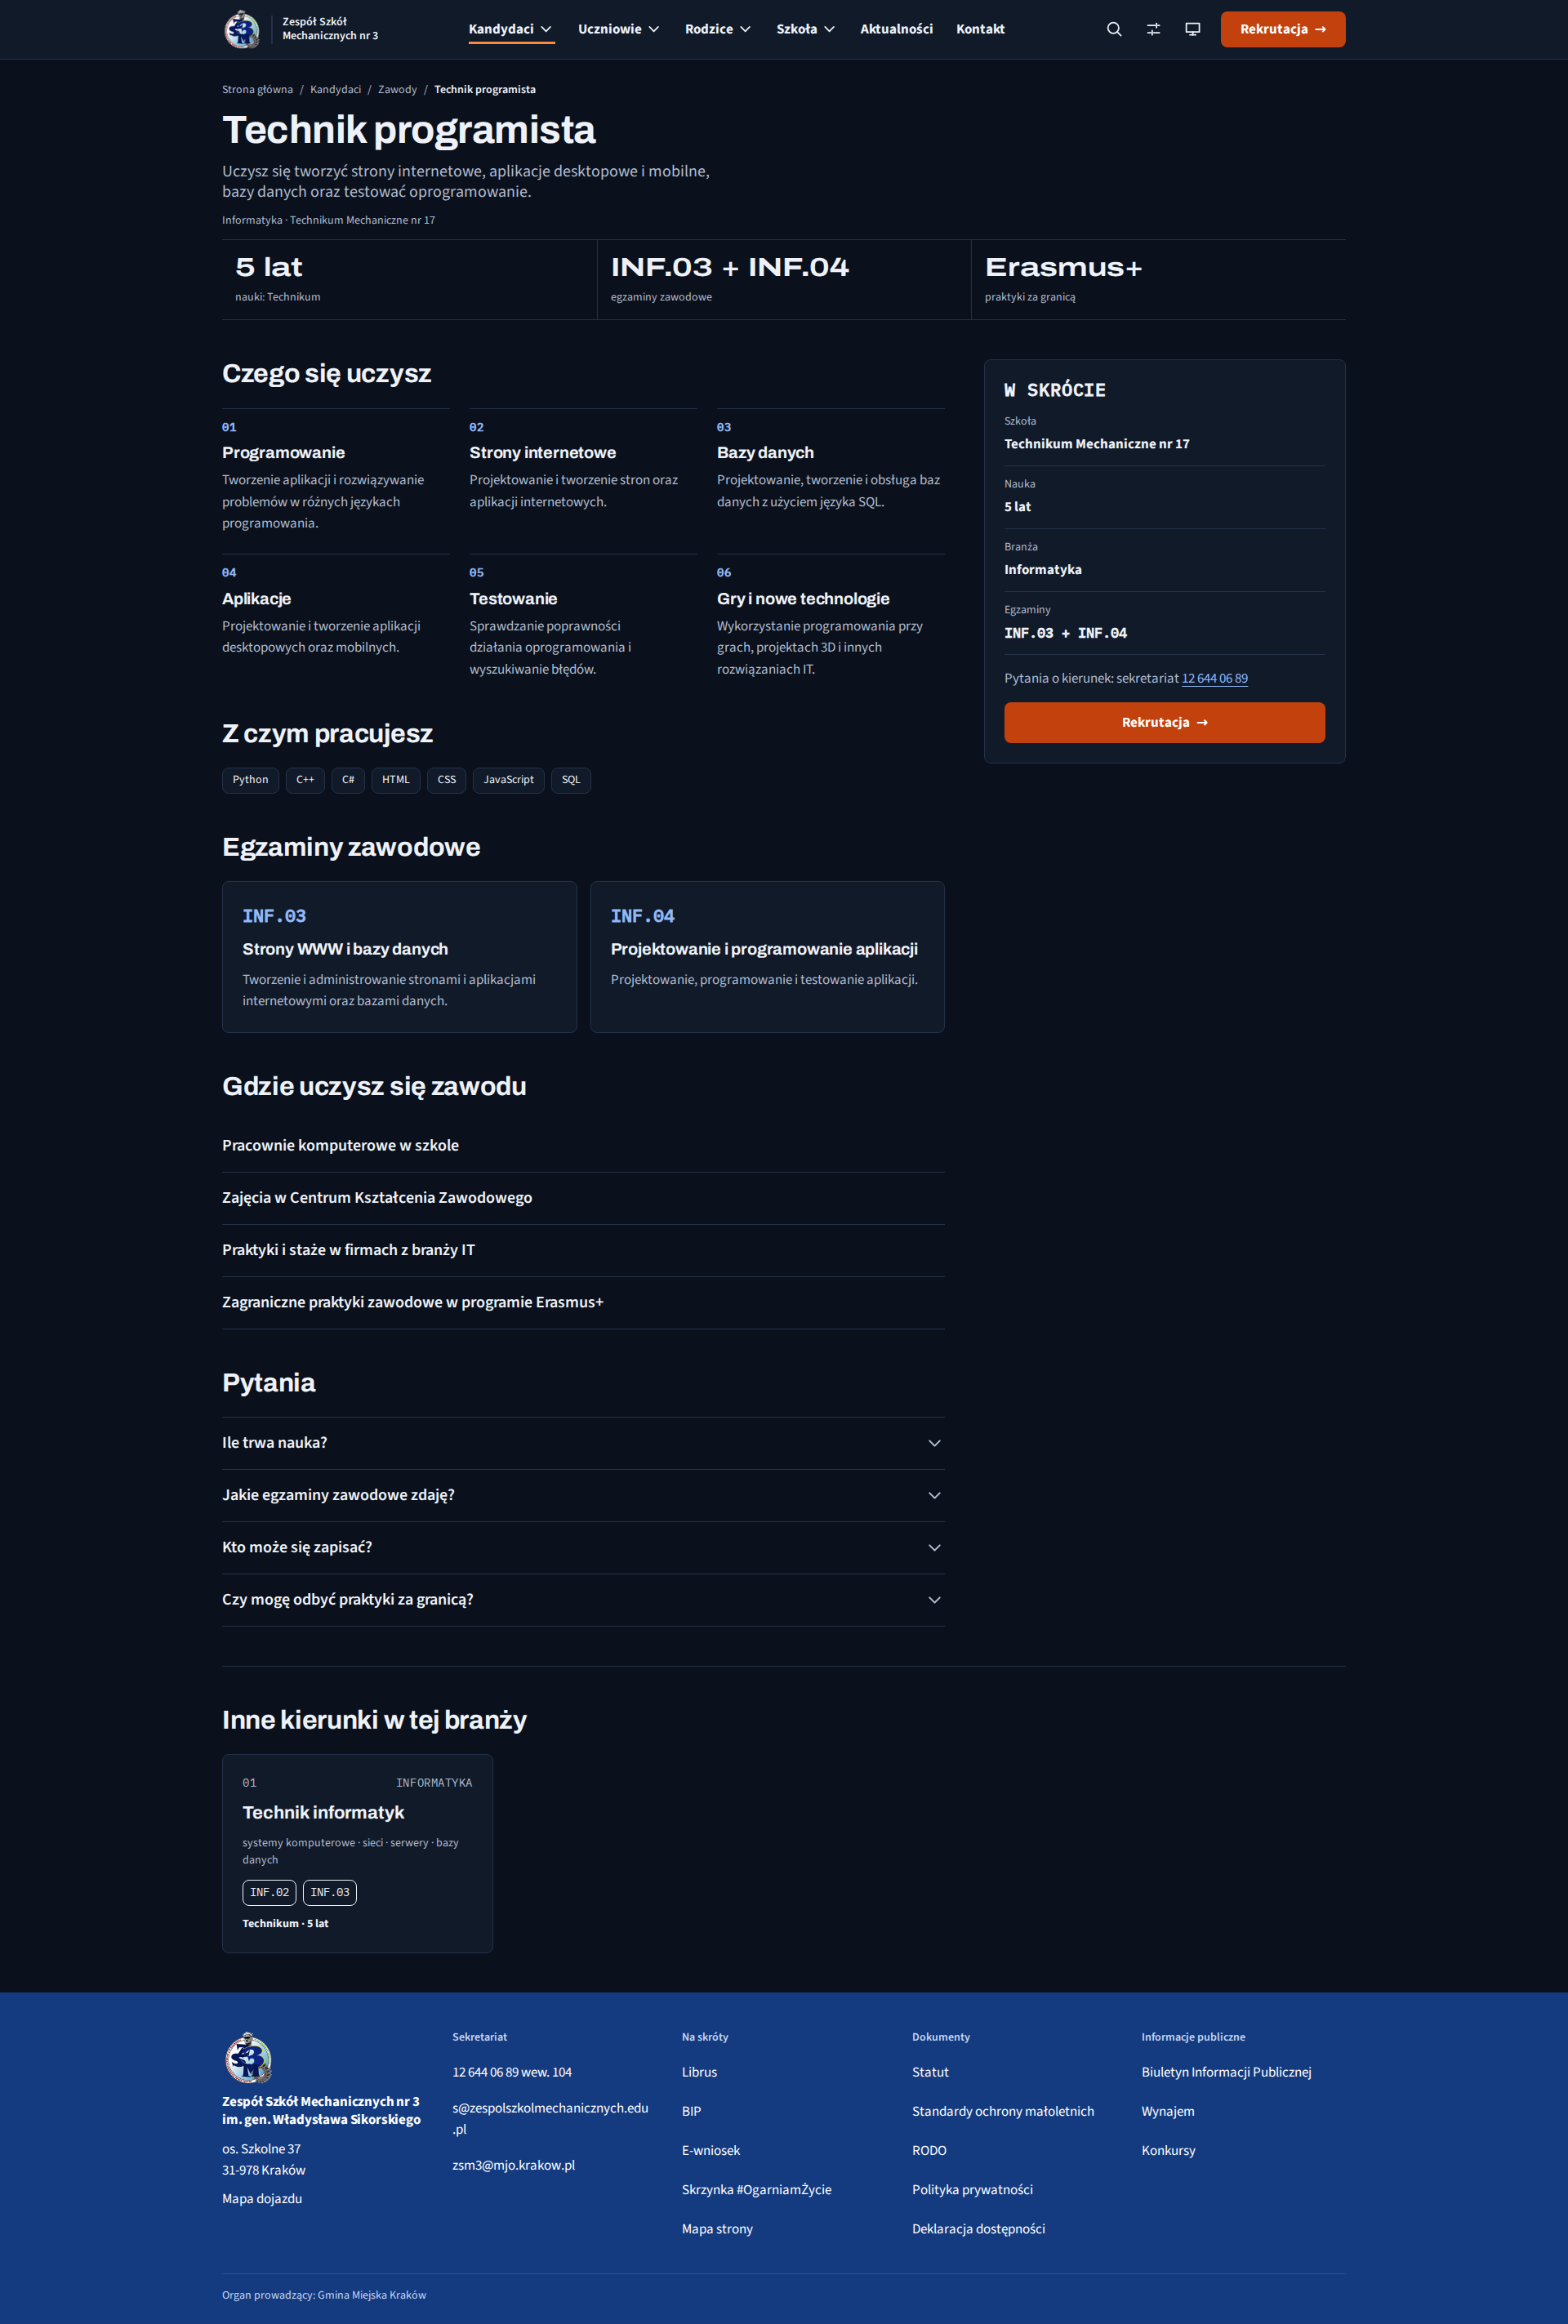 Zespół Szkół
Mechanicznych nr 3
Kandydaci
Uczniowie
Rodzice
Szkoła
Aktualności
Kontakt
Rekrutacja →
Strona główna / Kandydaci / Zawody / Technik programista
Technik programista
Uczysz się tworzyć strony internetowe, aplikacje desktopowe i mobilne,
bazy danych oraz testować oprogramowanie.
Informatyka · Technikum Mechaniczne nr 17
5 lat
nauki: Technikum
INF.03 + INF.04
egzaminy zawodowe
Erasmus+
praktyki za granicą
Czego się uczysz
01
Programowanie
Tworzenie aplikacji i rozwiązywanie
problemów w różnych językach
programowania.
02
Strony internetowe
Projektowanie i tworzenie stron oraz
aplikacji internetowych.
03
Bazy danych
Projektowanie, tworzenie i obsługa baz
danych z użyciem języka SQL.
04
Aplikacje
Projektowanie i tworzenie aplikacji
desktopowych oraz mobilnych.
05
Testowanie
Sprawdzanie poprawności
działania oprogramowania i
wyszukiwanie błędów.
06
Gry i nowe technologie
Wykorzystanie programowania przy
grach, projektach 3D i innych
rozwiązaniach IT.
W SKRÓCIE
Szkoła
Technikum Mechaniczne nr 17
Nauka
5 lat
Branża
Informatyka
Egzaminy
INF.03 + INF.04
Pytania o kierunek: sekretariat 12 644 06 89
Rekrutacja →
Z czym pracujesz
Python
C++
C#
HTML
CSS
JavaScript
SQL
Egzaminy zawodowe
INF.03
Strony WWW i bazy danych
Tworzenie i administrowanie stronami i aplikacjami
internetowymi oraz bazami danych.
INF.04
Projektowanie i programowanie aplikacji
Projektowanie, programowanie i testowanie aplikacji.
Gdzie uczysz się zawodu
Pracownie komputerowe w szkole
Zajęcia w Centrum Kształcenia Zawodowego
Praktyki i staże w firmach z branży IT
Zagraniczne praktyki zawodowe w programie Erasmus+
Pytania
Ile trwa nauka?
Jakie egzaminy zawodowe zdaję?
Kto może się zapisać?
Czy mogę odbyć praktyki za granicą?
Inne kierunki w tej branży
01
INFORMATYKA
Technik informatyk
systemy komputerowe · sieci · serwery · bazy
danych
INF.02
INF.03
Technikum · 5 lat
Zespół Szkół Mechanicznych nr 3
im. gen. Władysława Sikorskiego
os. Szkolne 37
31-978 Kraków
Mapa dojazdu
Sekretariat
12 644 06 89 wew. 104
s@zespolszkolmechanicznych.edu
.pl
zsm3@mjo.krakow.pl
Na skróty
Librus
BIP
E-wniosek
Skrzynka #OgarniamŻycie
Mapa strony
Dokumenty
Statut
Standardy ochrony małoletnich
RODO
Polityka prywatności
Deklaracja dostępności
Informacje publiczne
Biuletyn Informacji Publicznej
Wynajem
Konkursy
Organ prowadzący: Gmina Miejska Kraków